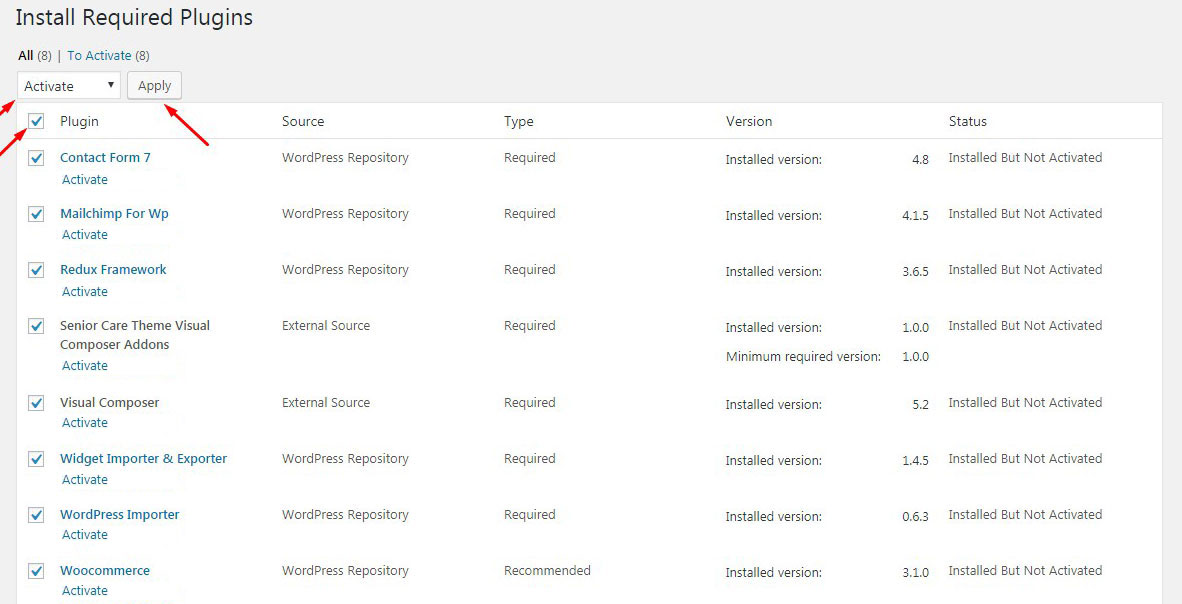 Install Required Plugins
All (8) | To Activate (8)
Activate Apply
Plugin Source Type Version Status
Contact Form 7 WordPress Repository Required Installed version: 4.8 Installed But Not Activated
Activate
Mailchimp For Wp WordPress Repository Required Installed version: 4.1.5 Installed But Not Activated
Activate
Redux Framework WordPress Repository Required Installed version: 3.6.5 Installed But Not Activated
Activate
Senior Care Theme Visual External Source Required Installed version: 1.0.0 Installed But Not Activated
Composer Addons Minimum required version: 1.0.0
Activate
Visual Composer External Source Required Installed version: 5.2 Installed But Not Activated
Activate
Widget Importer & Exporter WordPress Repository Required Installed version: 1.4.5 Installed But Not Activated
Activate
WordPress Importer WordPress Repository Required Installed version: 0.6.3 Installed But Not Activated
Activate
Woocommerce WordPress Repository Recommended Installed version: 3.1.0 Installed But Not Activated
Activate